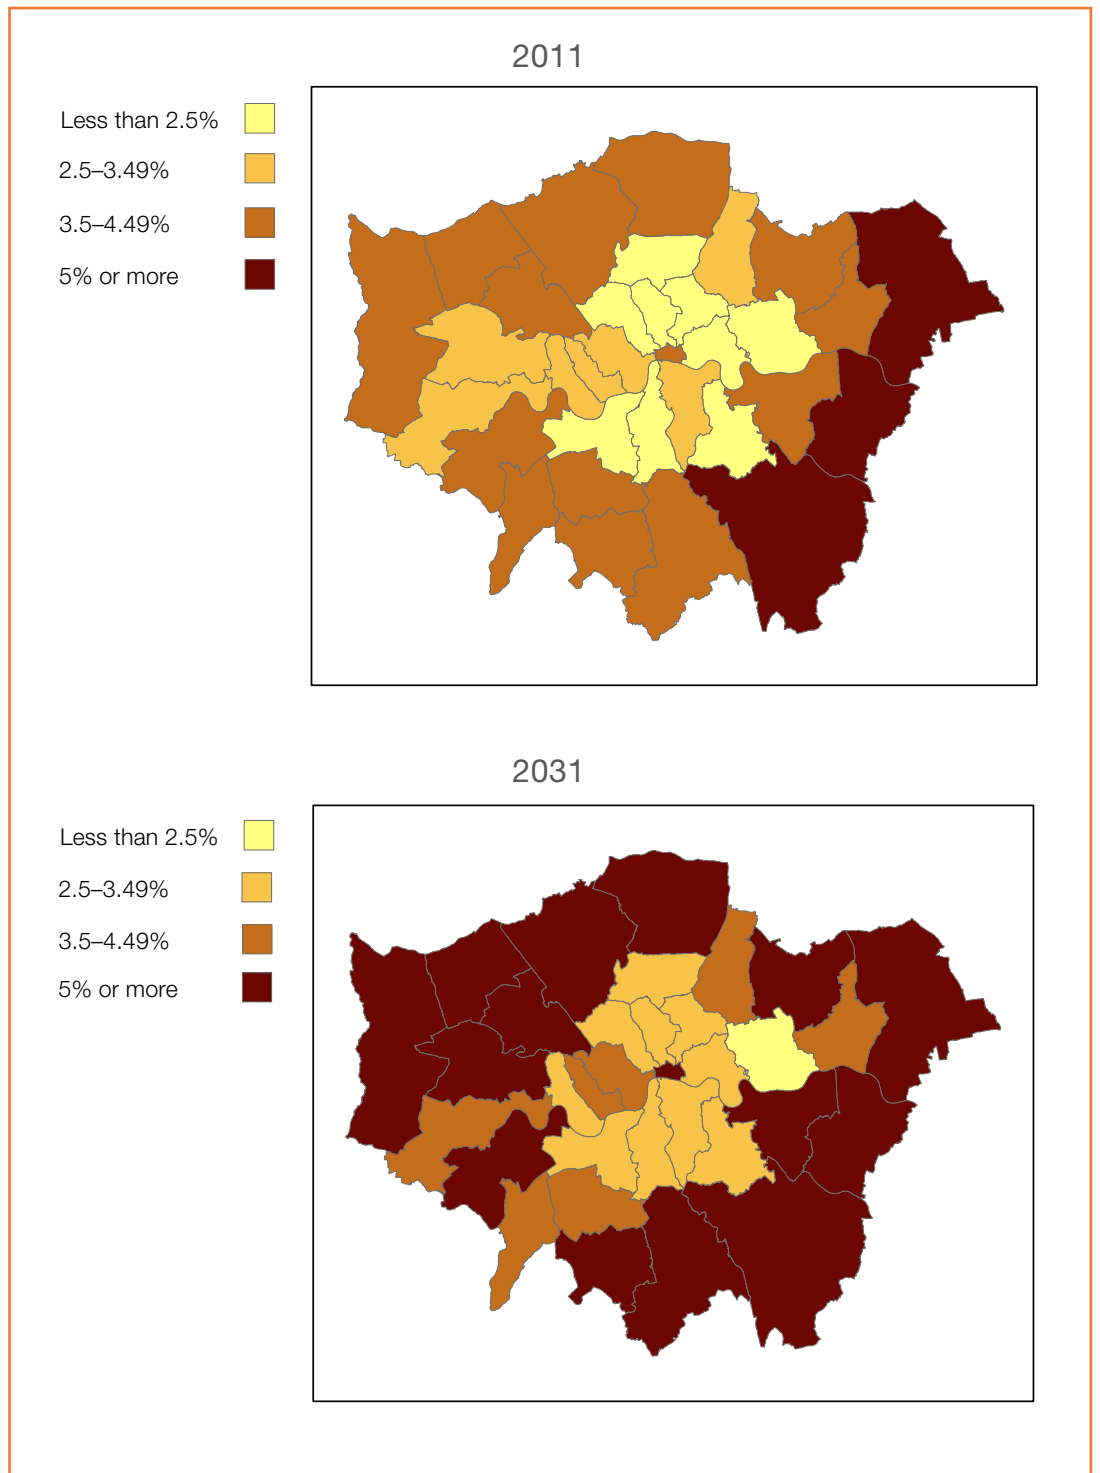 2011
Less than 2.5%
2.5–3.49%
3.5–4.49%
5% or more
2031
Less than 2.5%
2.5–3.49%
3.5–4.49%
5% or more